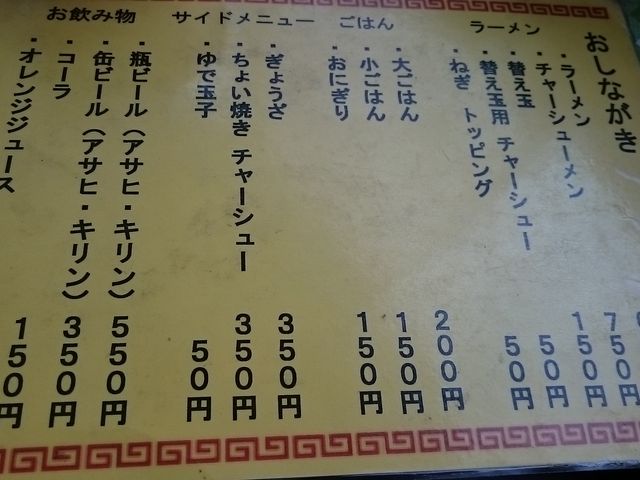 おしながき
ラーメン
・ラーメン
・チャーシューメン 750円
・替え玉 150円
・替え玉用 チャーシュー 50円
・ねぎ トッピング 50円
ごはん
・大ごはん 200円
・小ごはん 150円
・おにぎり 150円
サイドメニュー
・ぎょうざ 350円
・ちょい焼き チャーシュー 350円
・ゆで玉子 50円
お飲み物
・瓶ビール（アサヒ・キリン） 550円
・缶ビール（アサヒ・キリン） 350円
・コーラ 150円
・オレンジジュース